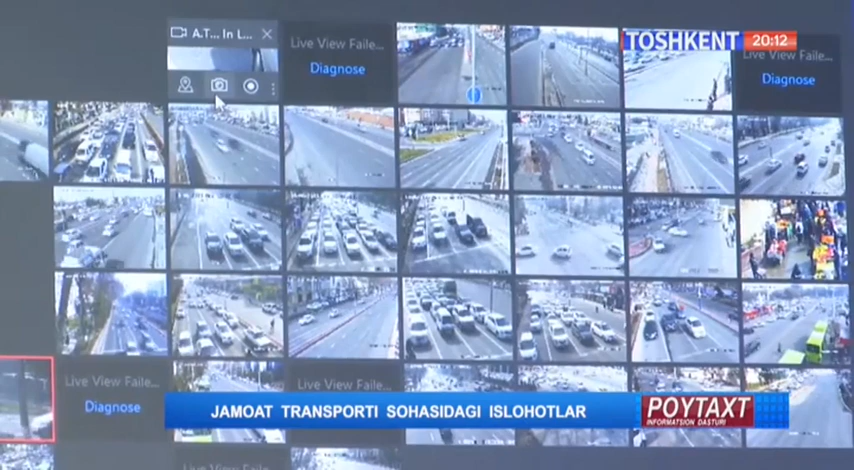 A.T... In L...
Live View Faile...
Diagnose
TOSHKENT 20:12
Diagnose
Live View Faile...
Diagnose
Live View Faile...
JAMOAT TRANSPORTI SOHASIDAGI ISLOHOTLAR
POYTAXT
INFORMATSION DASTURI
Live View Faile...